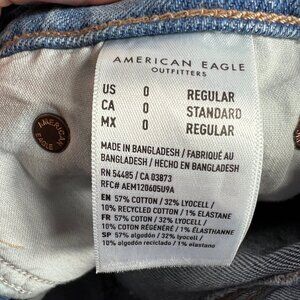 AMERICAN EAGLE
OUTFITTERS
US 0 REGULAR
CA 0 STANDARD
MX 0 REGULAR
MADE IN BANGLADESH / FABRIQUÉ AU
BANGLADESH / HECHO EN BANGLADESH
RN 54485 / CA 03873
RFC# AEM120605U9A
EN 57% COTTON / 32% LYOCELL /
10% RECYCLED COTTON / 1% ELASTANE
FR 57% COTON / 32% LYOCELL /
10% COTON RÉGÉNÉRÉ / 1% ÉLASTHANNE
SP 57% algodón / 32% lyocell /
10% algodón reciclado / 1% elastano
AMERICAN
EAGLE